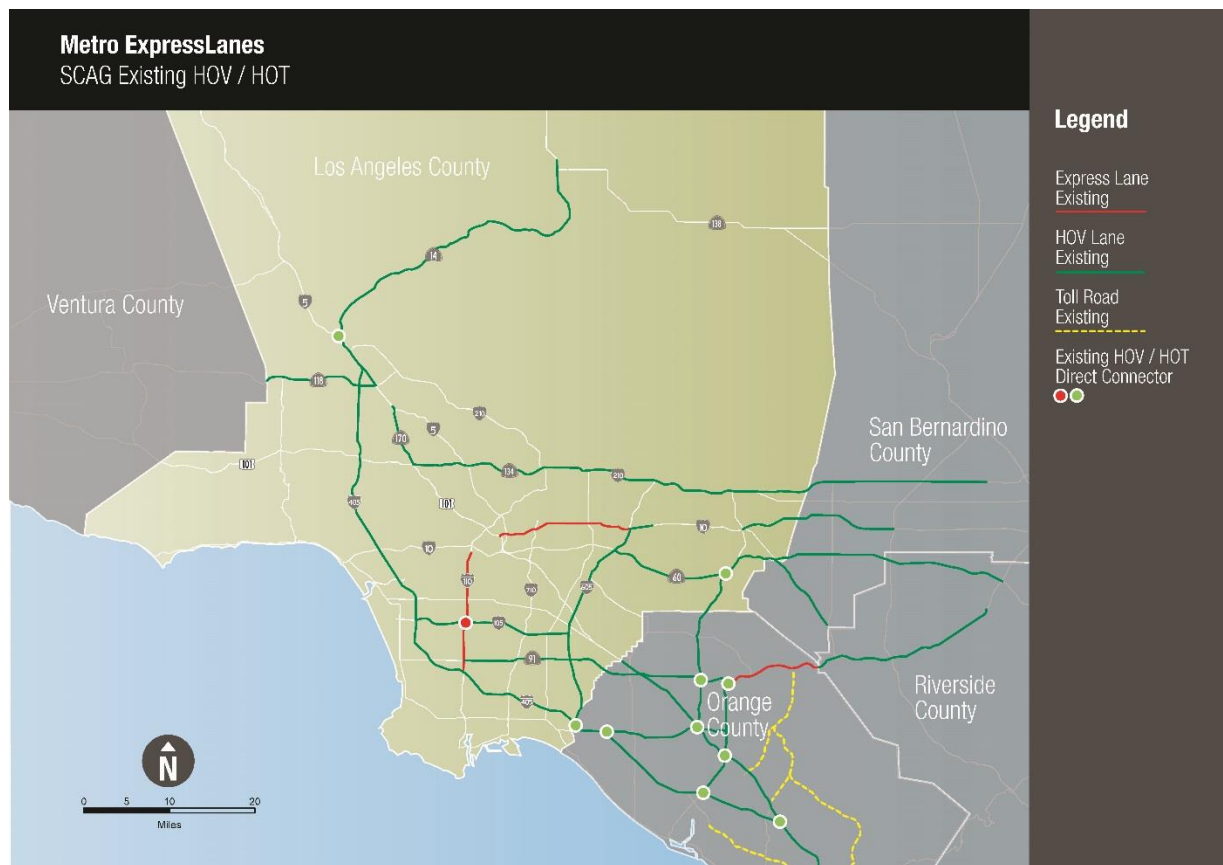 Metro ExpressLanes
SCAG Existing HOV / HOT
Legend
Express Lane
Existing
HOV Lane
Existing
Toll Road
Existing
Existing HOV / HOT
Direct Connector
Los Angeles County
Ventura County
San Bernardino
County
Orange
County
Riverside
County
138
14
5
118
210
5
170
101
134
210
405
101
10
10
110
60
710
605
105
91
405
N
0 5 10 20
Miles